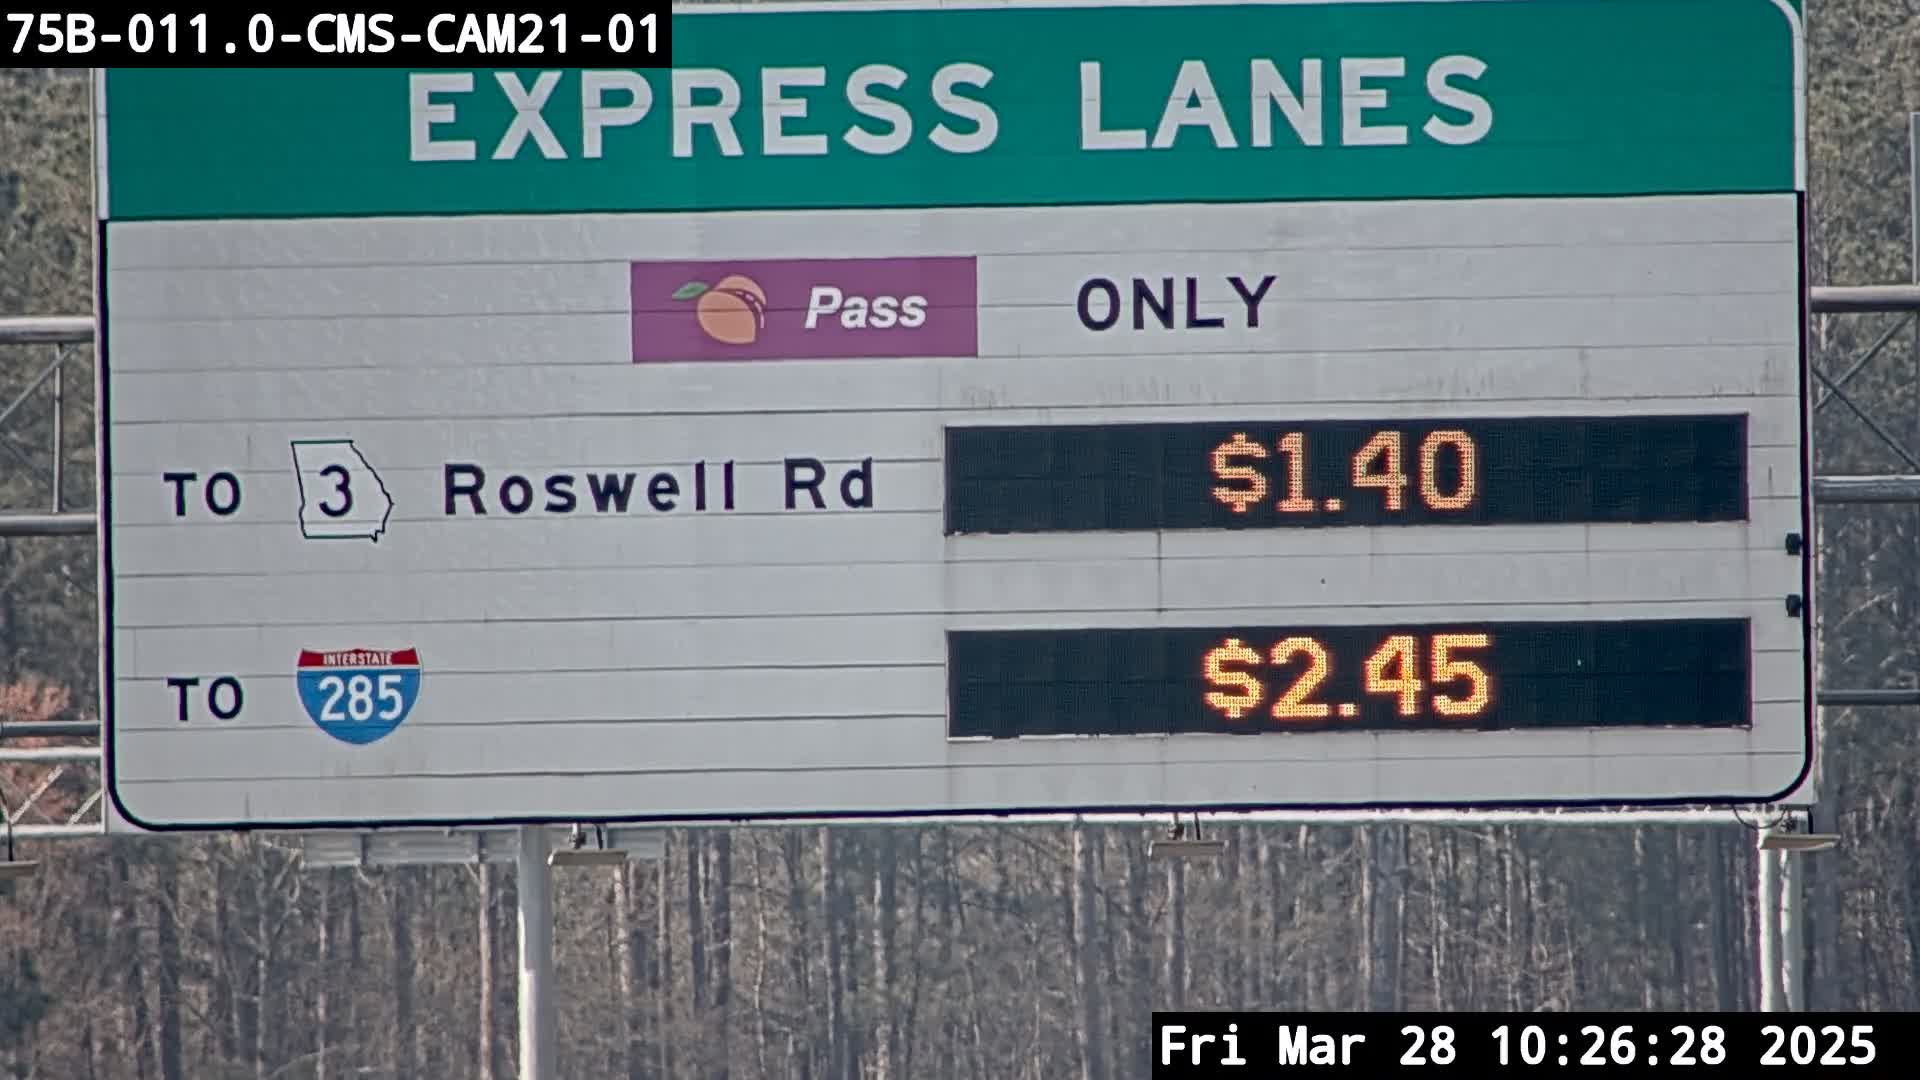 75B-011.0-CMS-CAM21-01
EXPRESS LANES
Pass ONLY
TO 3 Roswell Rd $1.40
INTERSTATE
TO 285 $2.45
Fri Mar 28 10:26:28 2025